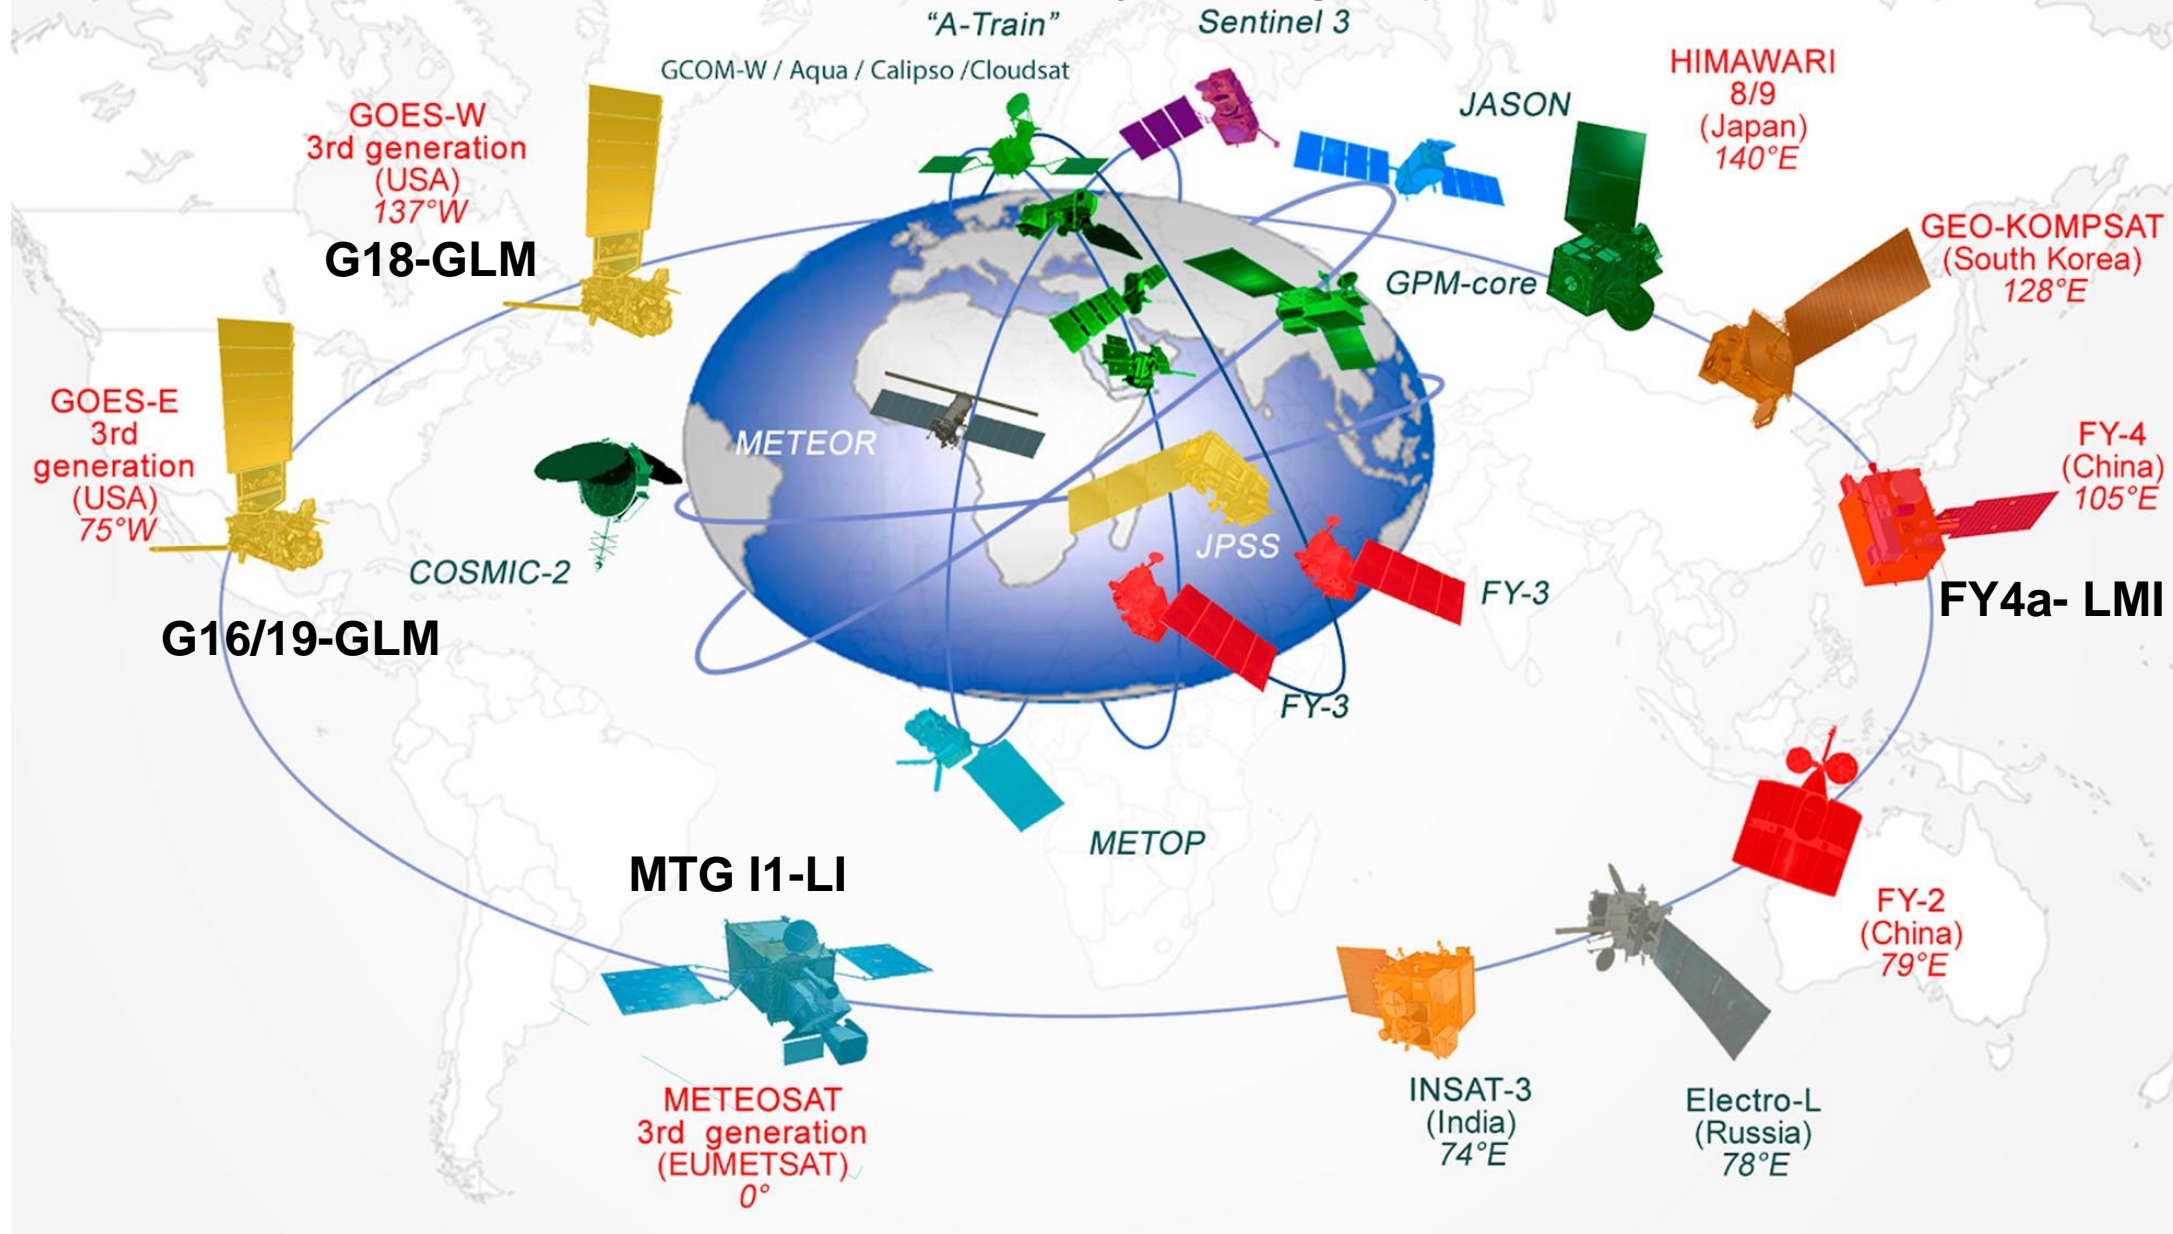 “A-Train”
Sentinel 3
GCOM-W / Aqua / Calipso /Cloudsat
JASON
HIMAWARI
8/9
(Japan)
140°E
GOES-W
3rd generation
(USA)
137°W
G18-GLM
GEO-KOMPSAT
(South Korea)
128°E
GPM-core
GOES-E
3rd
generation
(USA)
75°W
METEOR
FY-4
(China)
105°E
COSMIC-2
JPSS
FY-3
FY4a- LMI
G16/19-GLM
FY-3
METOP
MTG I1-LI
FY-2
(China)
79°E
METEOSAT
3rd generation
(EUMETSAT)
0°
INSAT-3
(India)
74°E
Electro-L
(Russia)
78°E